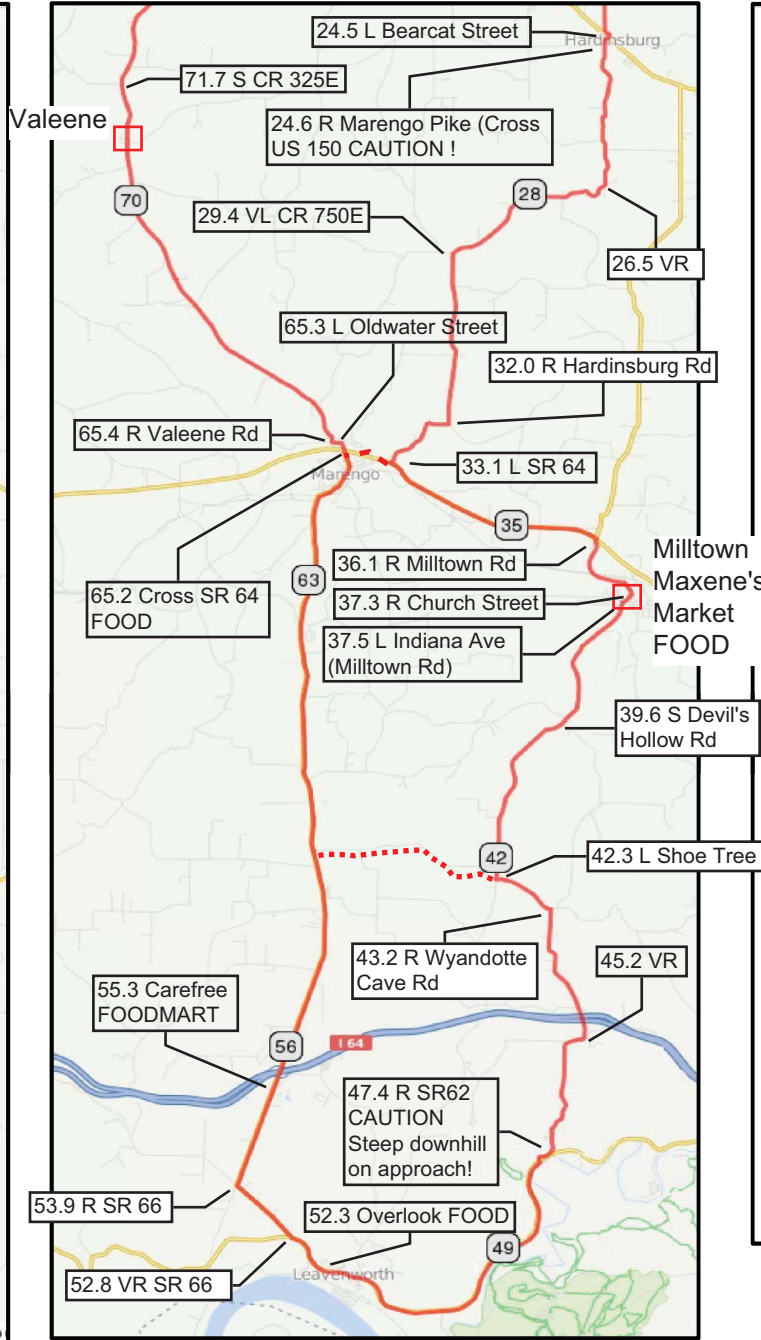 24.5 L Bearcat Street
Hardinsburg
71.7 S CR 325E
Valeene
24.6 R Marengo Pike (Cross
US 150 CAUTION !
70
28
29.4 VL CR 750E
26.5 VR
65.3 L Oldwater Street
32.0 R Hardinsburg Rd
65.4 R Valeene Rd
33.1 L SR 64
Marengo
35
36.1 R Milltown Rd
Milltown
Maxene's
Market
FOOD
63
65.2 Cross SR 64
FOOD
37.3 R Church Street
37.5 L Indiana Ave
(Milltown Rd)
39.6 S Devil's
Hollow Rd
42
42.3 L Shoe Tree
43.2 R Wyandotte
Cave Rd
45.2 VR
55.3 Carefree
FOODMART
56
I 64
47.4 R SR62
CAUTION
Steep downhill
on approach!
53.9 R SR 66
52.3 Overlook FOOD
49
52.8 VR SR 66
Leavenworth